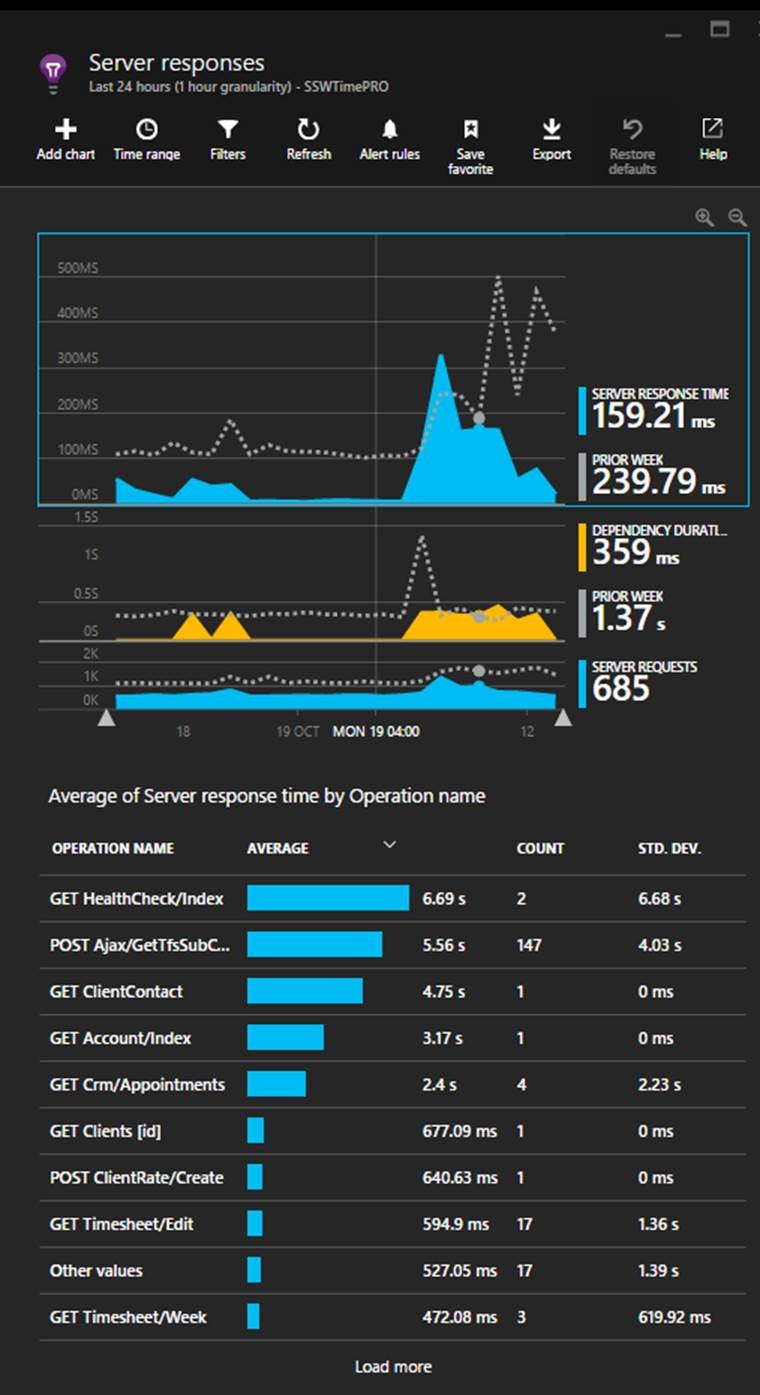 Server responses
Last 24 hours (1 hour granularity) - SSWTimePRO
Add chart Time range Filters Refresh Alert rules Save favorite Export Restore defaults Help
500MS
400MS
300MS
200MS
100MS
0MS
SERVER RESPONSE TIME
159.21 ms
PRIOR WEEK
239.79 ms
1.5S
1S
0.5S
0S
DEPENDENCY DURATI...
359 ms
PRIOR WEEK
1.37 s
2K
1K
0K
SERVER REQUESTS
685
18 19 OCT MON 19 04:00 12
Average of Server response time by Operation name
OPERATION NAME AVERAGE COUNT STD. DEV.
GET HealthCheck/Index 6.69 s 2 6.68 s
POST Ajax/GetTfsSubC... 5.56 s 147 4.03 s
GET ClientContact 4.75 s 1 0 ms
GET Account/Index 3.17 s 1 0 ms
GET Crm/Appointments 2.4 s 4 2.23 s
GET Clients [id] 677.09 ms 1 0 ms
POST ClientRate/Create 640.63 ms 1 0 ms
GET Timesheet/Edit 594.9 ms 17 1.36 s
Other values 527.05 ms 17 1.39 s
GET Timesheet/Week 472.08 ms 3 619.92 ms
Load more